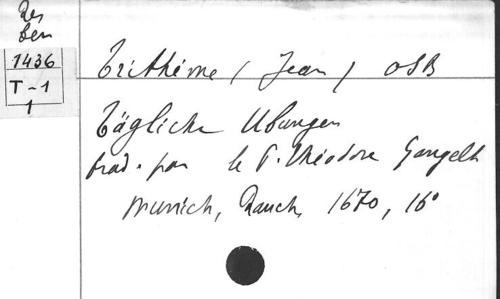 Res
Ben
1436
T-1
1
Trithème (Jean) OSB
Tägliche Ubungen
trad. par le P. Théodore Gangelt
Munich, Rauch, 1670, 16°